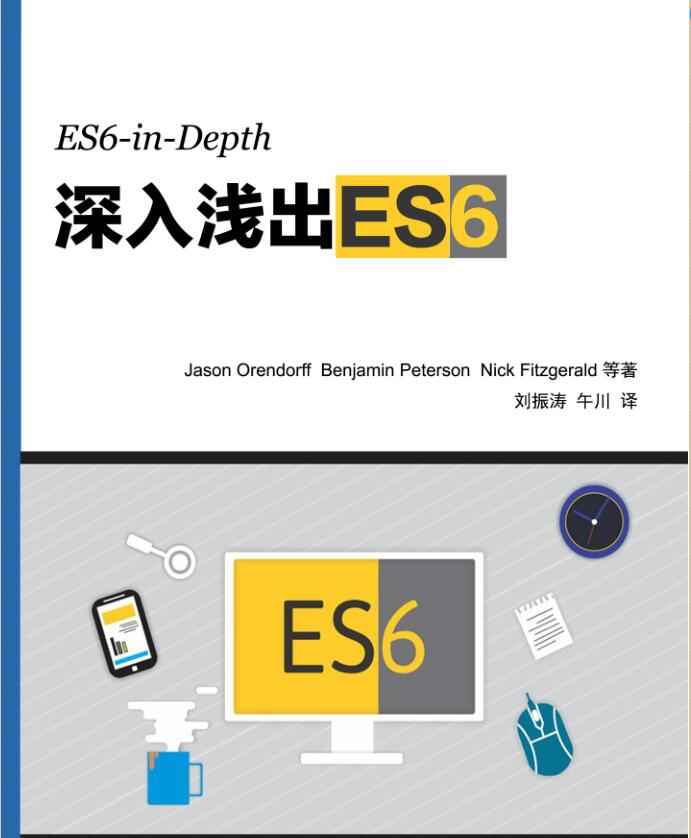 ES6-in-Depth
深入浅出ES6
Jason Orendorff Benjamin Peterson Nick Fitzgerald 等著
刘振涛 午川 译
ES6